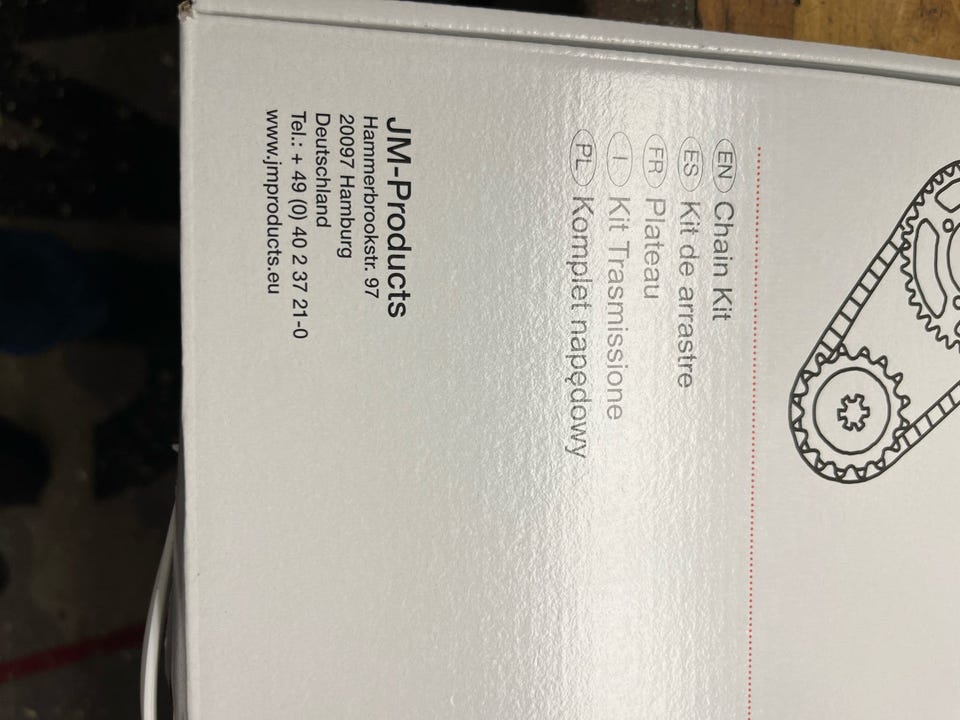 EN Chain Kit
ES Kit de arrastre
FR Plateau
I Kit Trasmissione
PL Komplet napędowy
JM-Products
Hammerbrookstr. 97
20097 Hamburg
Deutschland
Tel.: + 49 (0) 40 2 37 21-0
www.jmproducts.eu